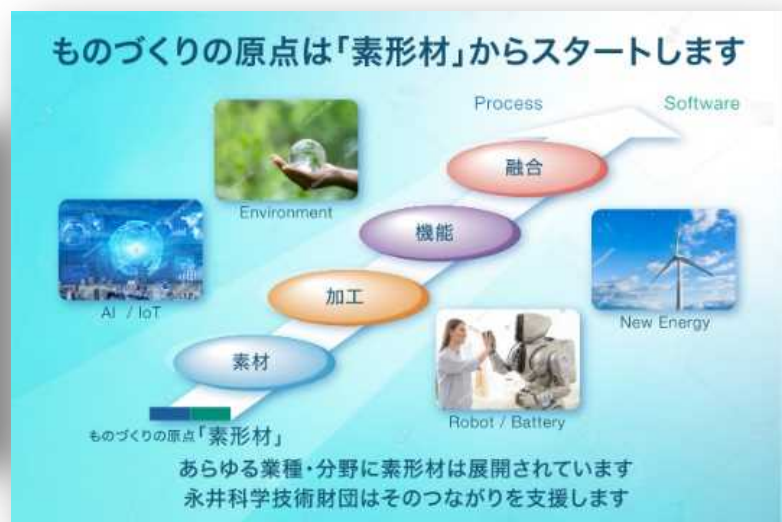 ものづくりの原点は「素形材」からスタートします
Process
Software
融合
Environment
機能
AI / IoT
加工
New Energy
素材
Robot / Battery
ものづくりの原点「素形材」
あらゆる業種・分野に素形材は展開されています
永井科学技術財団はそのつながりを支援します